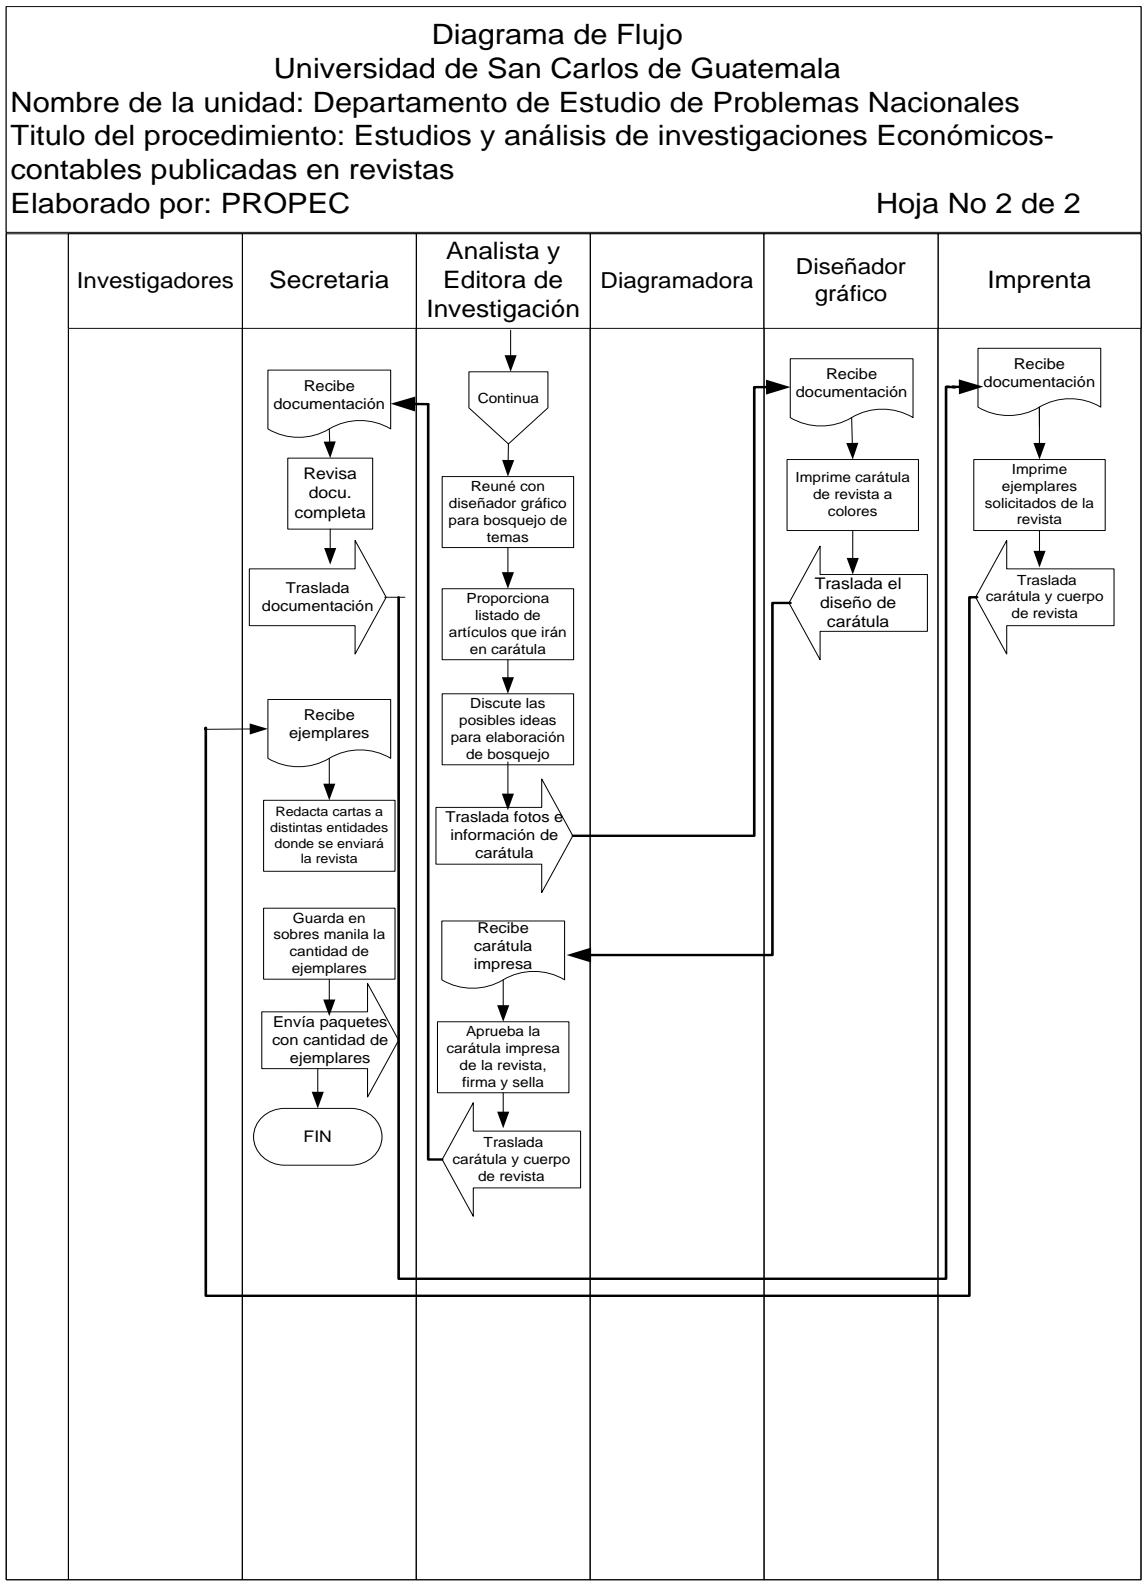 Diagrama de Flujo
Universidad de San Carlos de Guatemala
Nombre de la unidad: Departamento de Estudio de Problemas Nacionales
Titulo del procedimiento: Estudios y análisis de investigaciones Económicos-
contables publicadas en revistas
Elaborado por: PROPEC
Hoja No 2 de 2
Investigadores
Secretaria
Analista y
Editora de
Investigación
Diagramadora
Diseñador
gráfico
Imprenta
Continua
Reuné con
diseñador gráfico
para bosquejo de
temas
Proporciona
listado de
artículos que irán
en carátula
Discute las
posibles ideas
para elaboración
de bosquejo
Traslada fotos e
información de
carátula
Recibe
documentación
Imprime carátula
de revista a
colores
Traslada el
diseño de
carátula
Recibe
carátula
impresa
Aprueba la
carátula impresa
de la revista,
firma y sella
Traslada
carátula y cuerpo
de revista
Recibe
documentación
Revisa
docu.
completa
Traslada
documentación
Recibe
documentación
Imprime
ejemplares
solicitados de la
revista
Traslada
carátula y cuerpo
de revista
Recibe
ejemplares
Redacta cartas a
distintas entidades
donde se enviará
la revista
Guarda en
sobres manila la
cantidad de
ejemplares
Envía paquetes
con cantidad de
ejemplares
FIN